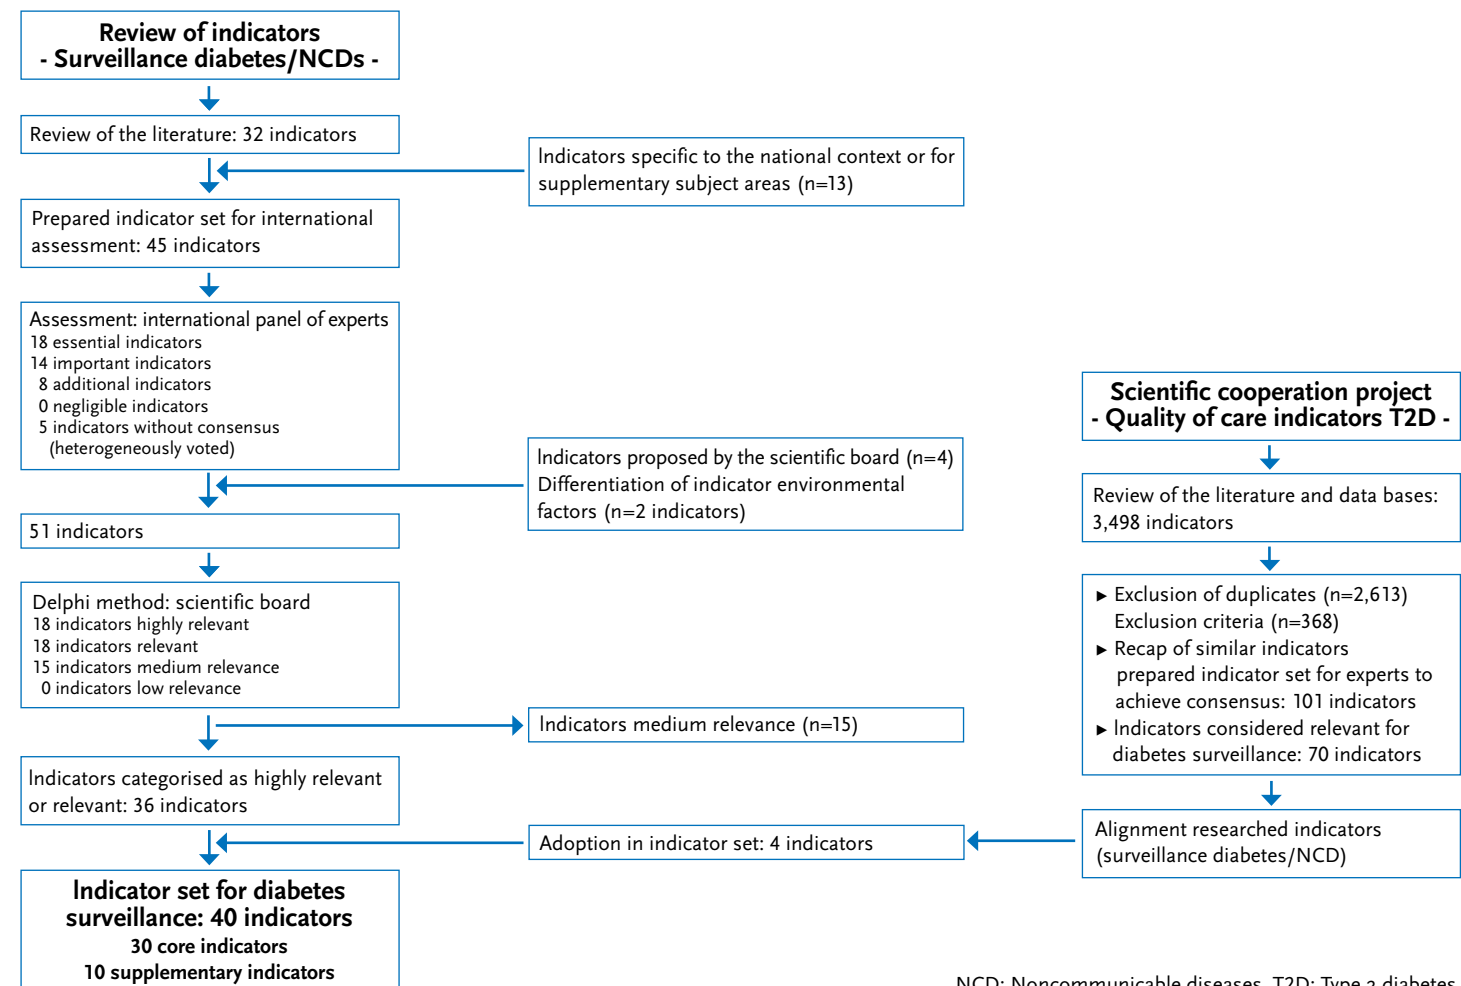 Review of indicators
- Surveillance diabetes/NCDs -
Review of the literature: 32 indicators
Indicators specific to the national context or for
supplementary subject areas (n=13)
Prepared indicator set for international
assessment: 45 indicators
Assessment: international panel of experts
18 essential indicators
14 important indicators
8 additional indicators
0 negligible indicators
5 indicators without consensus
(heterogeneously voted)
Indicators proposed by the scientific board (n=4)
Differentiation of indicator environmental
factors (n=2 indicators)
51 indicators
Delphi method: scientific board
18 indicators highly relevant
18 indicators relevant
15 indicators medium relevance
0 indicators low relevance
Indicators medium relevance (n=15)
Indicators categorised as highly relevant
or relevant: 36 indicators
Scientific cooperation project
- Quality of care indicators T2D -
Review of the literature and data bases:
3,498 indicators
► Exclusion of duplicates (n=2,613)
Exclusion criteria (n=368)
► Recap of similar indicators
prepared indicator set for experts to
achieve consensus: 101 indicators
► Indicators considered relevant for
diabetes surveillance: 70 indicators
Alignment researched indicators
(surveillance diabetes/NCD)
Adoption in indicator set: 4 indicators
Indicator set for diabetes
surveillance: 40 indicators
30 core indicators
10 supplementary indicators
NCD: Noncommunicable diseases, T2D: Type 2 diabetes